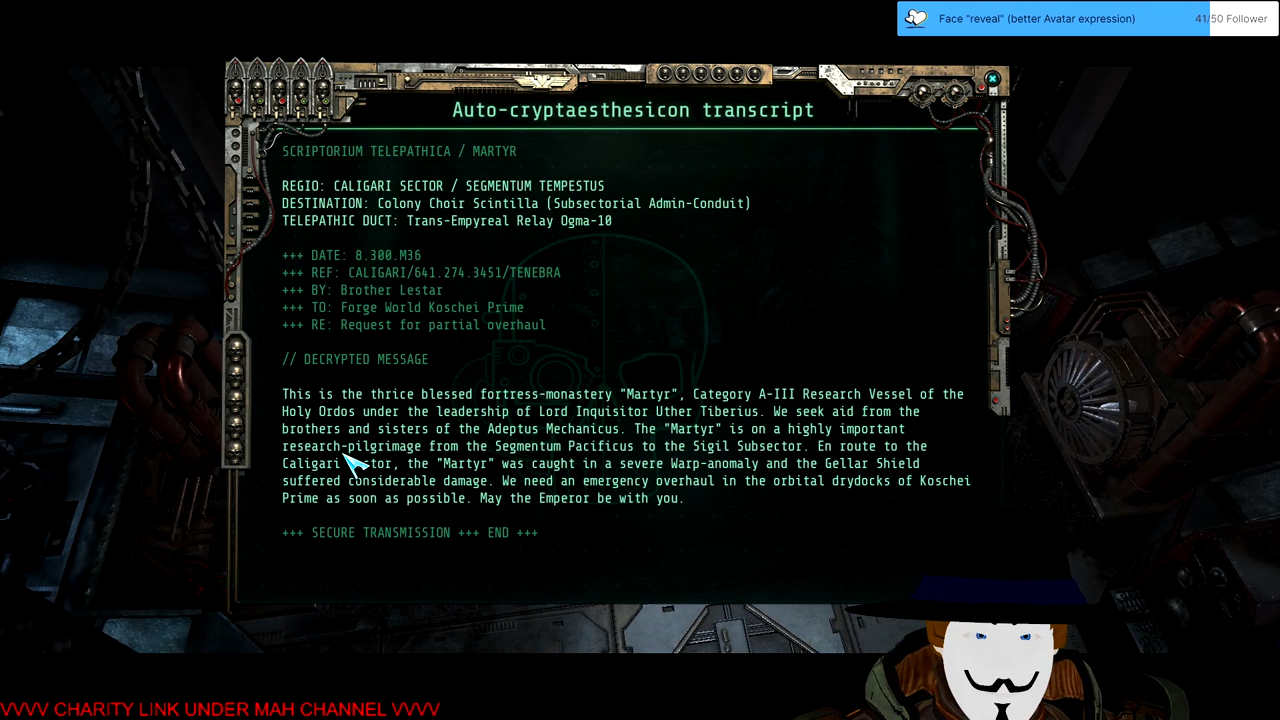 Face "reveal" (better Avatar expression) 41/50 Follower
Auto-cryptaesthesicon transcript
SCRIPTORIUM TELEPATHICA / MARTYR
REGIO: CALIGARI SECTOR / SEGMENTUM TEMPESTUS
DESTINATION: Colony Choir Scintilla (Subsectorial Admin-Conduit)
TELEPATHIC DUCT: Trans-Empyreal Relay Ogma-10
+++ DATE: 8.300.M36
+++ REF: CALIGARI/641.274.3451/TENEBRA
+++ BY: Brother Lestar
+++ TO: Forge World Koschei Prime
+++ RE: Request for partial overhaul
// DECRYPTED MESSAGE
This is the thrice blessed fortress-monastery "Martyr", Category A-III Research Vessel of the
Holy Ordos under the leadership of Lord Inquisitor Uther Tiberius. We seek aid from the
brothers and sisters of the Adeptus Mechanicus. The "Martyr" is on a highly important
research-pilgrimage from the Segmentum Pacificus to the Sigil Subsector. En route to the
Caligari tor, the "Martyr" was caught in a severe Warp-anomaly and the Gellar Shield
suffered considerable damage. We need an emergency overhaul in the orbital drydocks of Koschei
Prime as soon as possible. May the Emperor be with you.
+++ SECURE TRANSMISSION +++ END +++
VVVV CHARITY LINK UNDER MAH CHANNEL VVVV